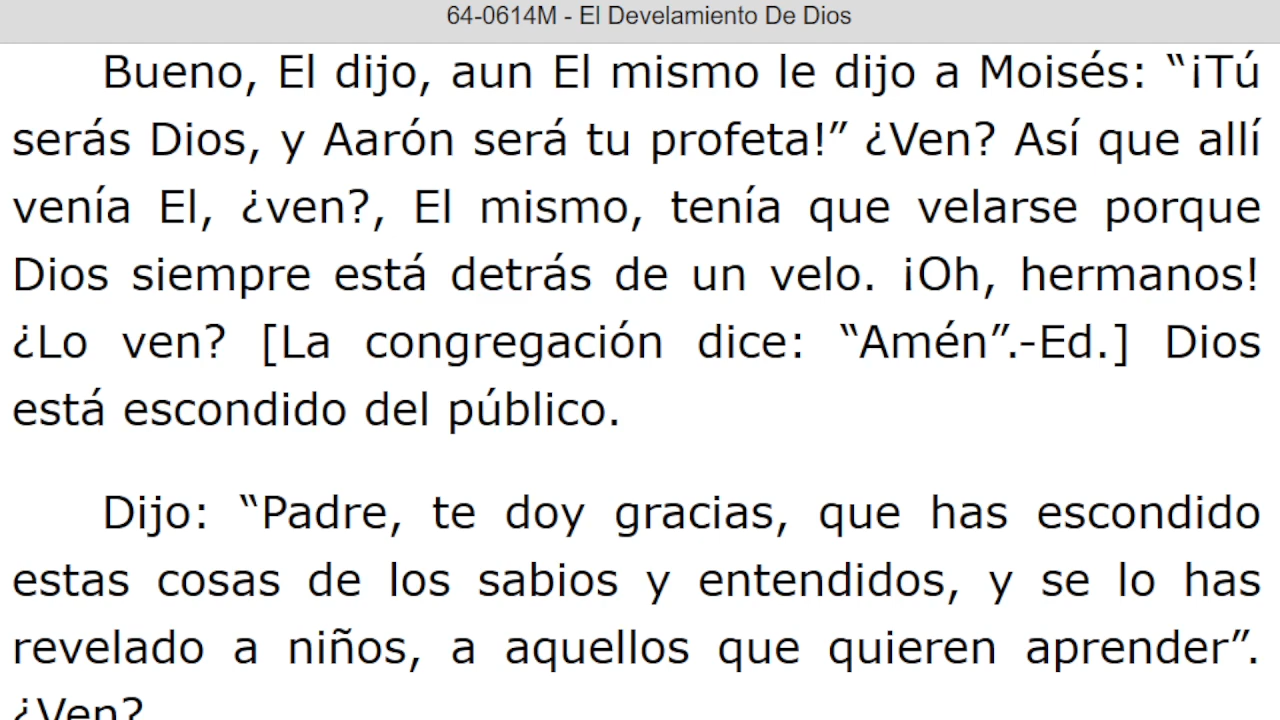 64-0614M - El Develamiento De Dios
Bueno, El dijo, aun El mismo le dijo a Moisés: “¡Tú
serás Dios, y Aarón será tu profeta!” ¿Ven? Así que allí
venía El, ¿ven?, El mismo, tenía que velarse porque
Dios siempre está detrás de un velo. ¡Oh, hermanos!
¿Lo ven? [La congregación dice: “Amén”.-Ed.] Dios
está escondido del público.
Dijo: “Padre, te doy gracias, que has escondido
estas cosas de los sabios y entendidos, y se lo has
revelado a niños, a aquellos que quieren aprender”.
¿Ven?